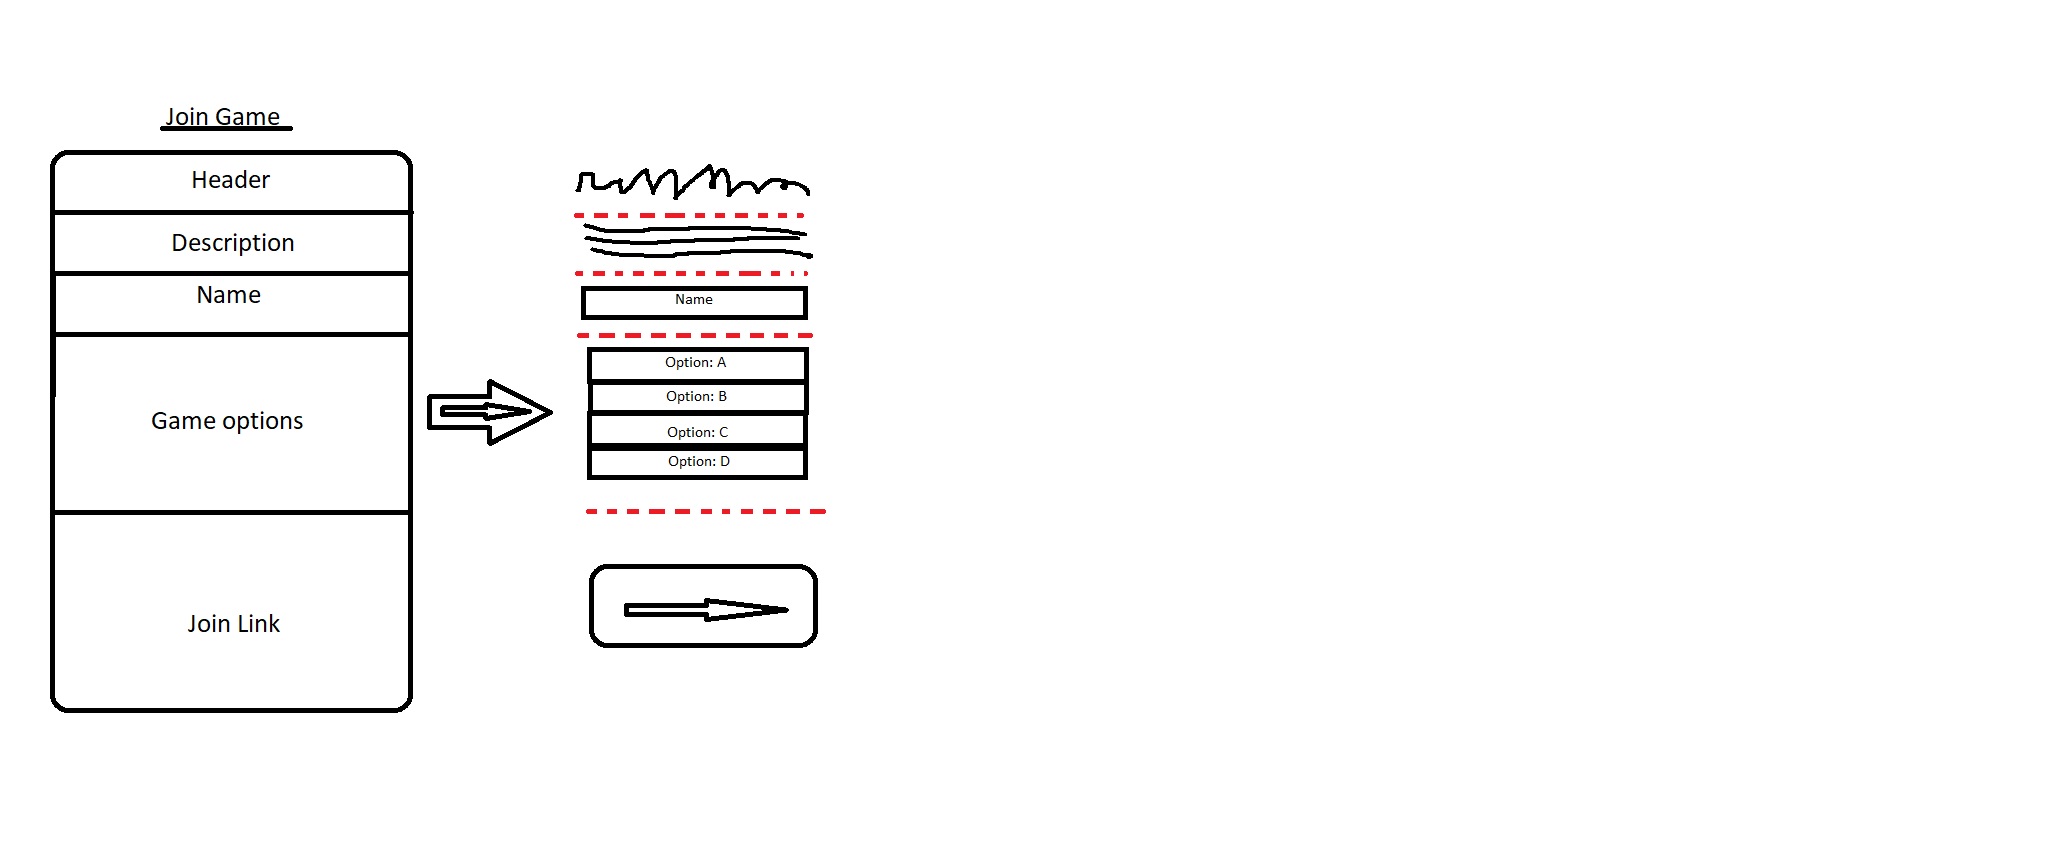 Join Game
Header
Description
Name
Game options
Join Link
Name
Option: A
Option: B
Option: C
Option: D